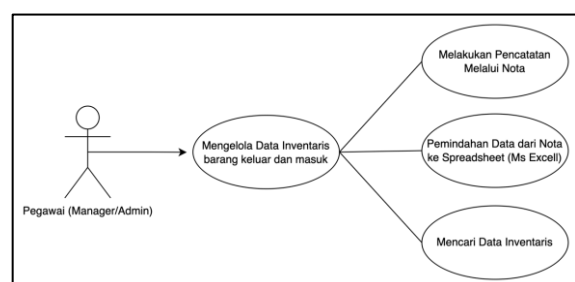 Melakukan Pencatatan
Melalui Nota
Mengelola Data Inventaris
barang keluar dan masuk
Pemindahan Data dari Nota
ke Spreadsheet (Ms Excell)
Pegawai (Manager/Admin)
Mencari Data Inventaris